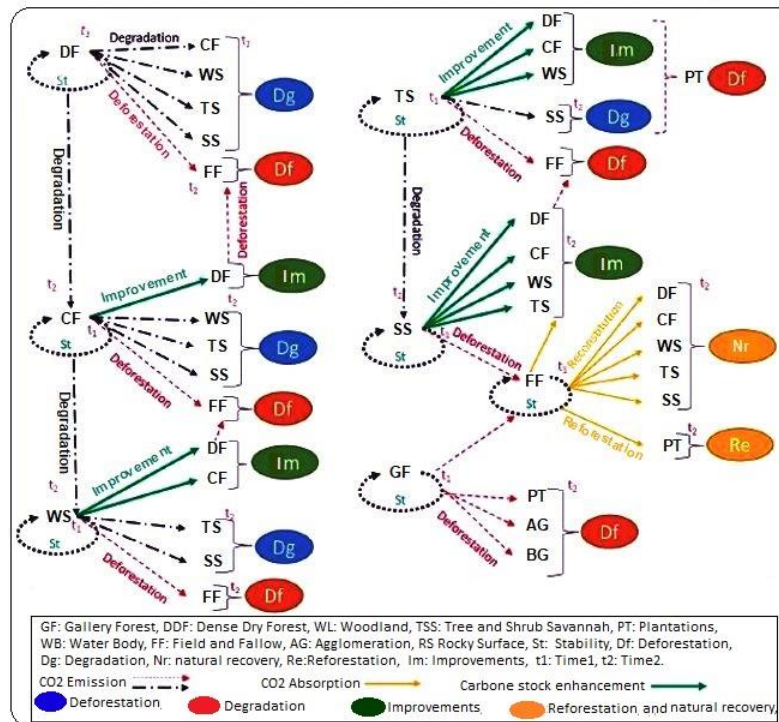 DF
t1
St
Degradation
CF
t1
WS
TS
SS
Dg
Deforestation
FF
t2
Df
Degradation
Deforestation
t2
Improvement
DF
Im
CF
t1
St
t2
WS
TS
SS
Dg
Deforestation
FF
Df
Degradation
t2
Improvement
DF
CF
Im
WS
t1
St
t2
TS
SS
Dg
Deforestation
t2
FF
Df
TS
t1
St
Improvement
DF
CF
WS
Im
PT
Df
t2
SS
Dg
Deforestation
FF
Df
Degradation
t2
Improvement
DF
t2
CF
WS
TS
Im
SS
St
Deforestation
FF
St
Reconstitution
DF
t2
CF
WS
TS
SS
Nr
Reforestation
t2
PT
Re
GF
t1
St
Deforestation
PT
t2
AG
BG
Df
GF: Gallery Forest, DDF: Dense Dry Forest, WL: Woodland, TSS: Tree and Shrub Savannah, PT: Plantations,
WB: Water Body, FF: Field and Fallow, AG: Agglomeration, RS Rocky Surface, St: Stability, Df: Deforestation,
Dg: Degradation, Nr: natural recovery, Re:Reforestation, Im: Improvements, t1: Time1, t2: Time2.
CO2 Emission
CO2 Absorption
Carbone stock enhancement
Deforestation
Degradation
Improvements
Reforestation and natural recovery,